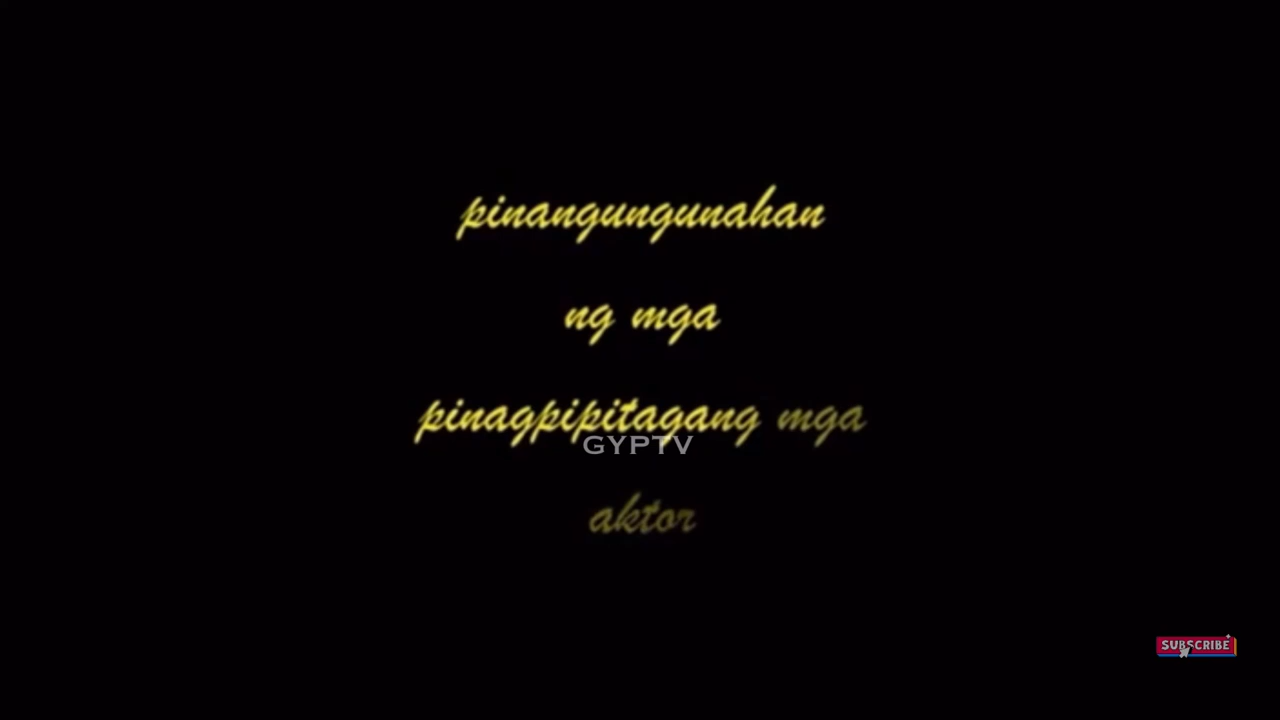 pinangungunahan
ng mga
pinagpipitagang mga
GYPTV
aktor
SUBSCRIBE